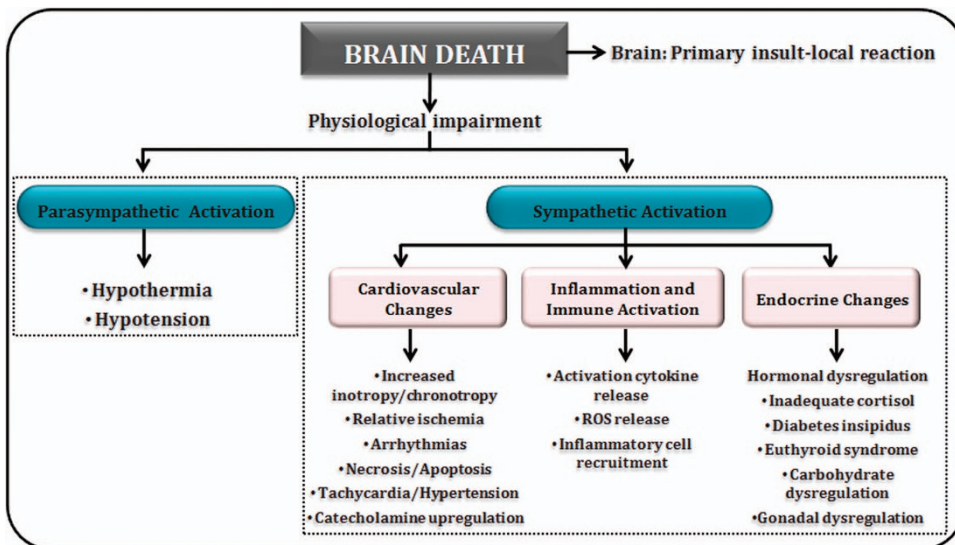 BRAIN DEATH
Brain: Primary insult-local reaction
Physiological impairment
Parasympathetic Activation
• Hypothermia
• Hypotension
Sympathetic Activation
Cardiovascular
Changes
• Increased
inotropy/chronotropy
• Relative ischemia
• Arrhythmias
• Necrosis/Apoptosis
• Tachycardia/Hypertension
• Catecholamine upregulation
Inflammation and
Immune Activation
• Activation cytokine
release
• ROS release
• Inflammatory cell
recruitment
Endocrine Changes
Hormonal dysregulation
• Inadequate cortisol
• Diabetes insipidus
• Euthyroid syndrome
• Carbohydrate
dysregulation
• Gonadal dysregulation